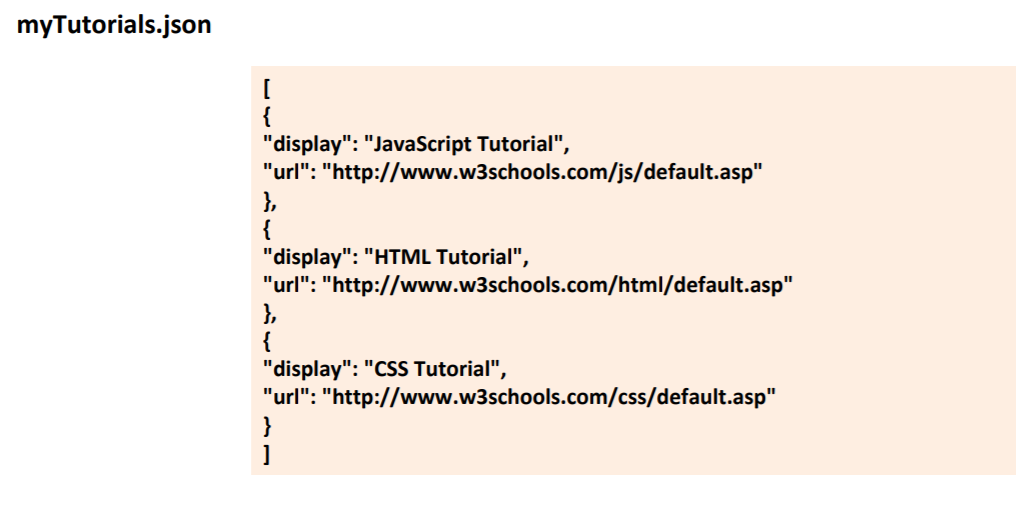 myTutorials.json
[
{
"display": "JavaScript Tutorial",
"url": "http://www.w3schools.com/js/default.asp"
},
{
"display": "HTML Tutorial",
"url": "http://www.w3schools.com/html/default.asp"
},
{
"display": "CSS Tutorial",
"url": "http://www.w3schools.com/css/default.asp"
}
]